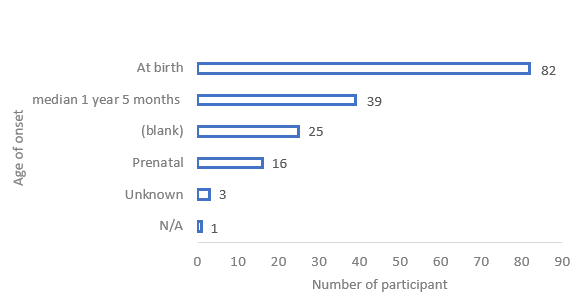 At birth
82
median 1 year 5 months
39
(blank)
25
Prenatal
16
Unknown
3
N/A
1
Age of onset
0 10 20 30 40 50 60 70 80 90
Number of participant